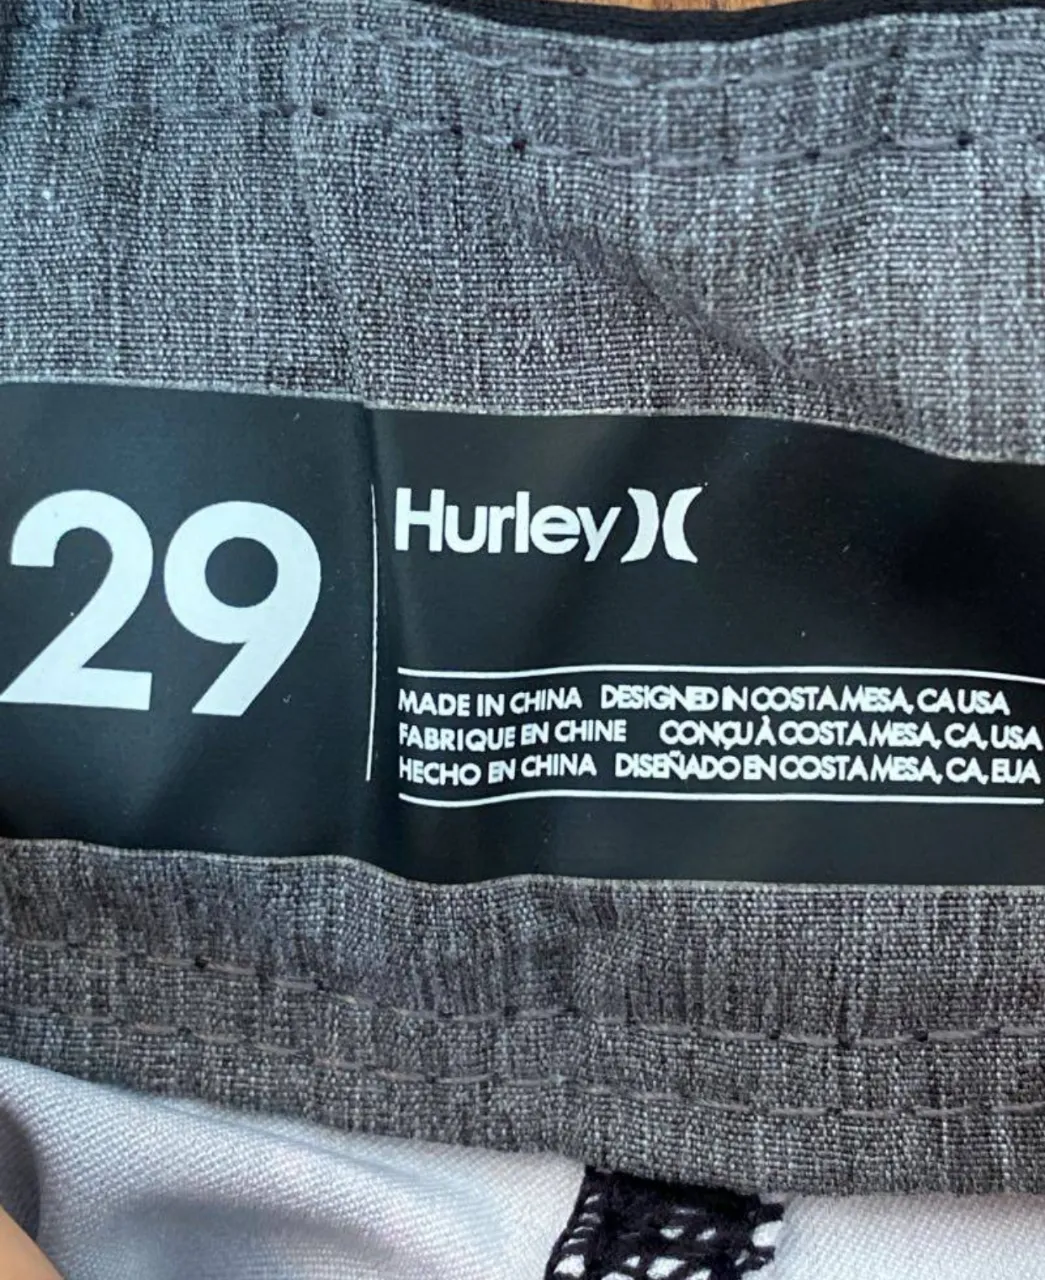 29
Hurley
MADE IN CHINA DESIGNED IN COSTA MESA, CA USA
FABRIQUE EN CHINE CONÇU À COSTA MESA, CA, USA
HECHO EN CHINA DISEÑADO EN COSTA MESA, CA, EUA